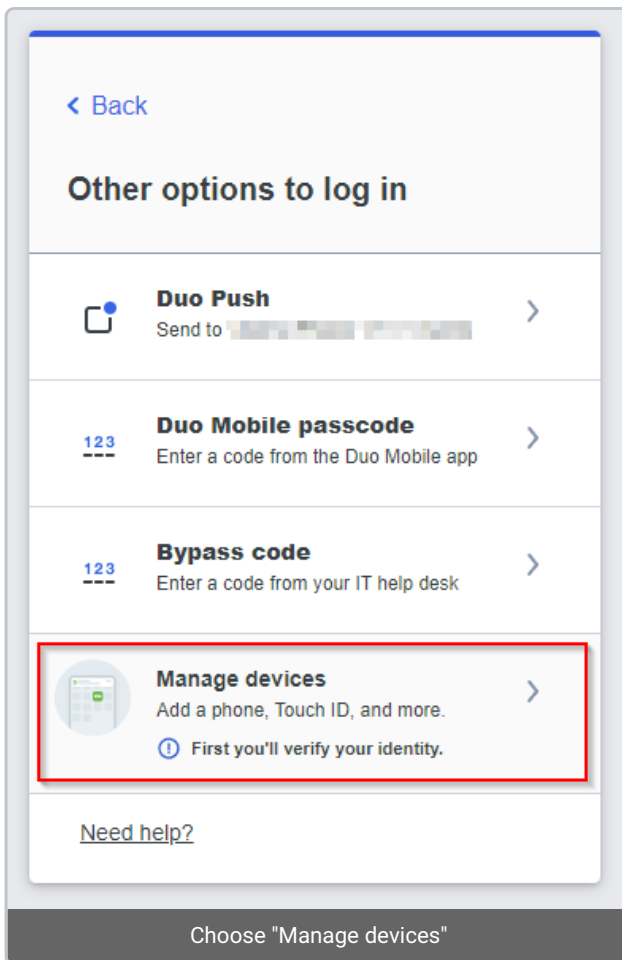 Back
Other options to log in
Duo Push
Send to
123
Duo Mobile passcode
Enter a code from the Duo Mobile app
123
Bypass code
Enter a code from your IT help desk
Manage devices
Add a phone, Touch ID, and more.
First you'll verify your identity.
Need help?
Choose "Manage devices"